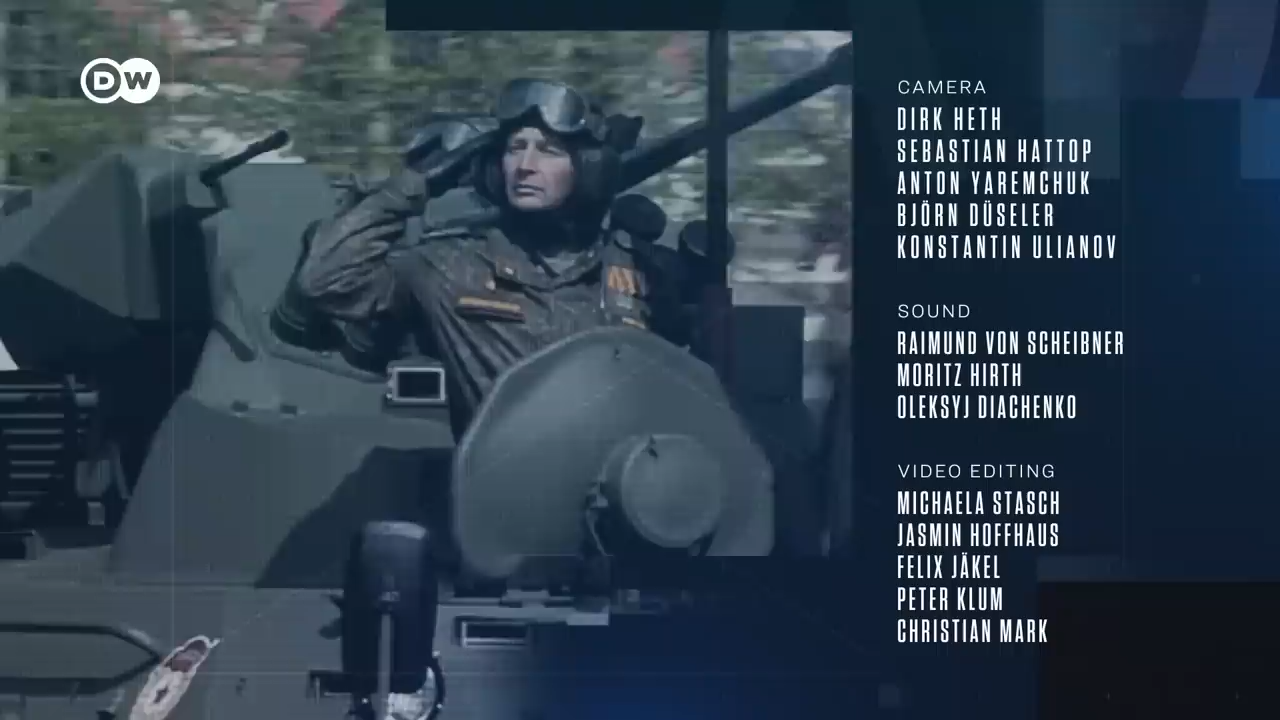 DW
CAMERA
DIRK HETH
SEBASTIAN HATTOP
ANTON YAREMCHUK
BJÖRN DÜSELER
KONSTANTIN ULIANOV
SOUND
RAIMUND VON SCHEIBNER
MORITZ HIRTH
OLEKSYJ DIACHENKO
VIDEO EDITING
MICHAELA STASCH
JASMIN HOFFHAUS
FELIX JÄKEL
PETER KLUM
CHRISTIAN MARK